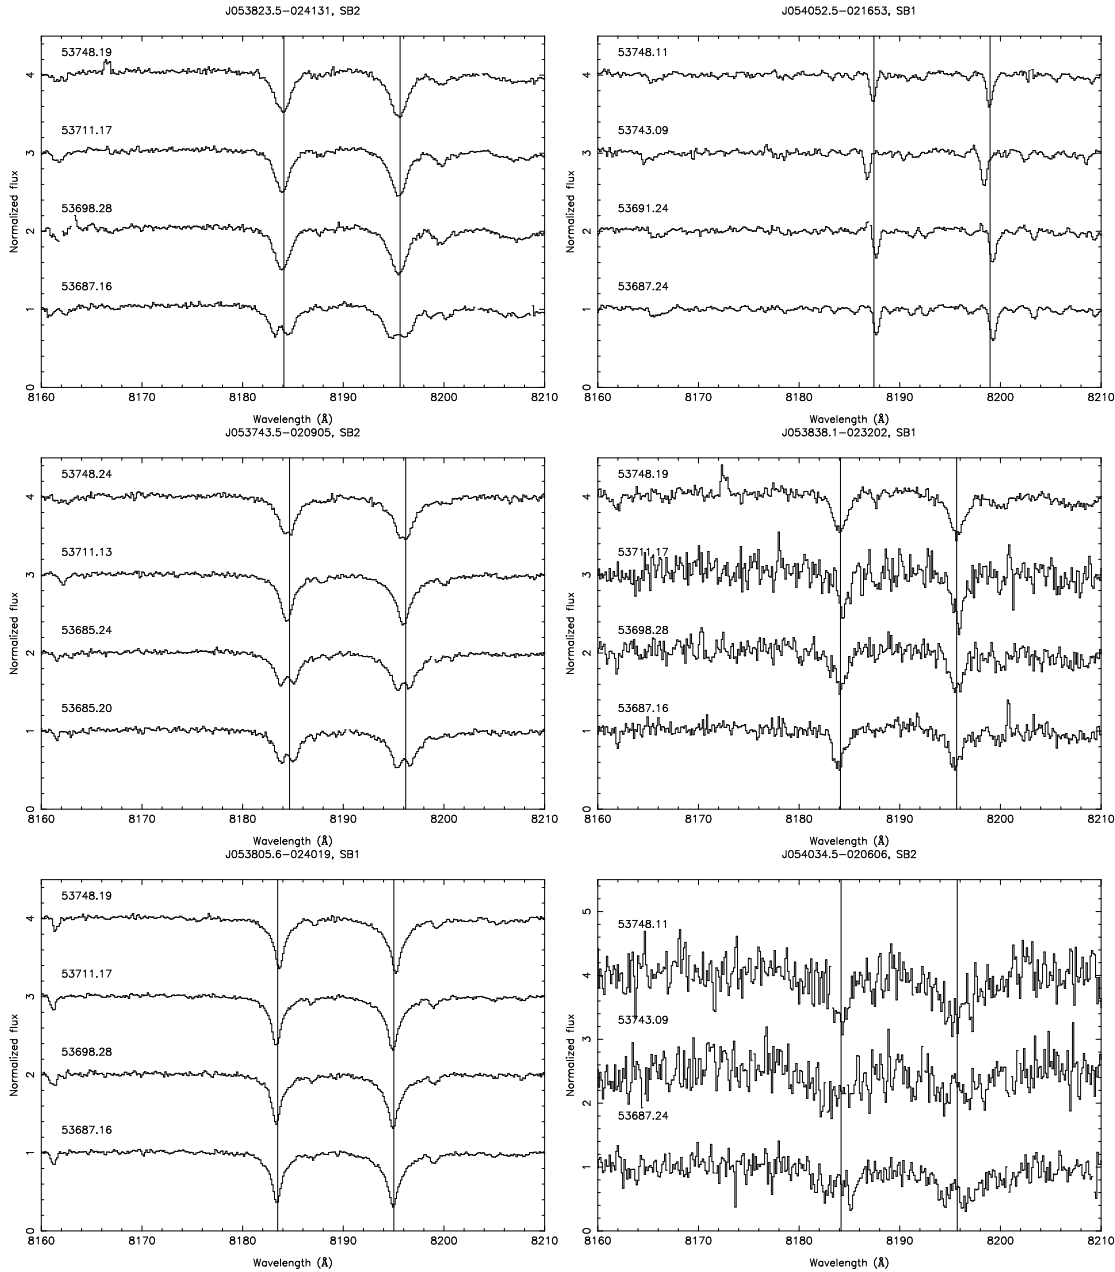 J053823.5-024131, SB2
53748.19
53711.17
53698.28
53687.16
4
3
2
1
0
Normalized flux
8160 8170 8180 8190 8200 8210
Wavelength (Å)
J054052.5-021653, SB1
53748.11
53743.09
53691.24
53687.24
4
3
2
1
0
Normalized flux
8160 8170 8180 8190 8200 8210
Wavelength (Å)
J053743.5-020905, SB2
53748.24
53711.13
53685.24
53685.20
4
3
2
1
0
Normalized flux
8160 8170 8180 8190 8200 8210
Wavelength (Å)
J053838.1-023202, SB1
53748.19
53711.17
53698.28
53687.16
4
3
2
1
0
Normalized flux
8160 8170 8180 8190 8200 8210
Wavelength (Å)
J053805.6-024019, SB1
53748.19
53711.17
53698.28
53687.16
4
3
2
1
0
Normalized flux
8160 8170 8180 8190 8200 8210
Wavelength (Å)
J054034.5-020606, SB2
53748.11
53743.09
53687.24
5
4
3
2
1
0
Normalized flux
8160 8170 8180 8190 8200 8210
Wavelength (Å)